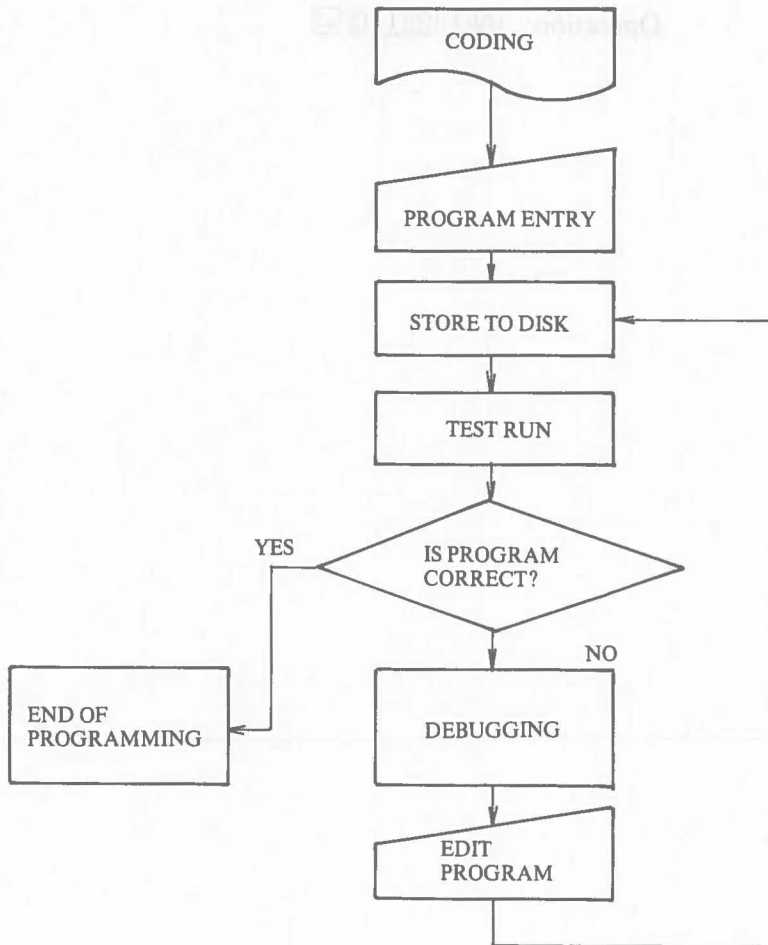 CODING
PROGRAM ENTRY
STORE TO DISK
TEST RUN
IS PROGRAM
CORRECT?
YES
NO
END OF
PROGRAMMING
DEBUGGING
EDIT
PROGRAM